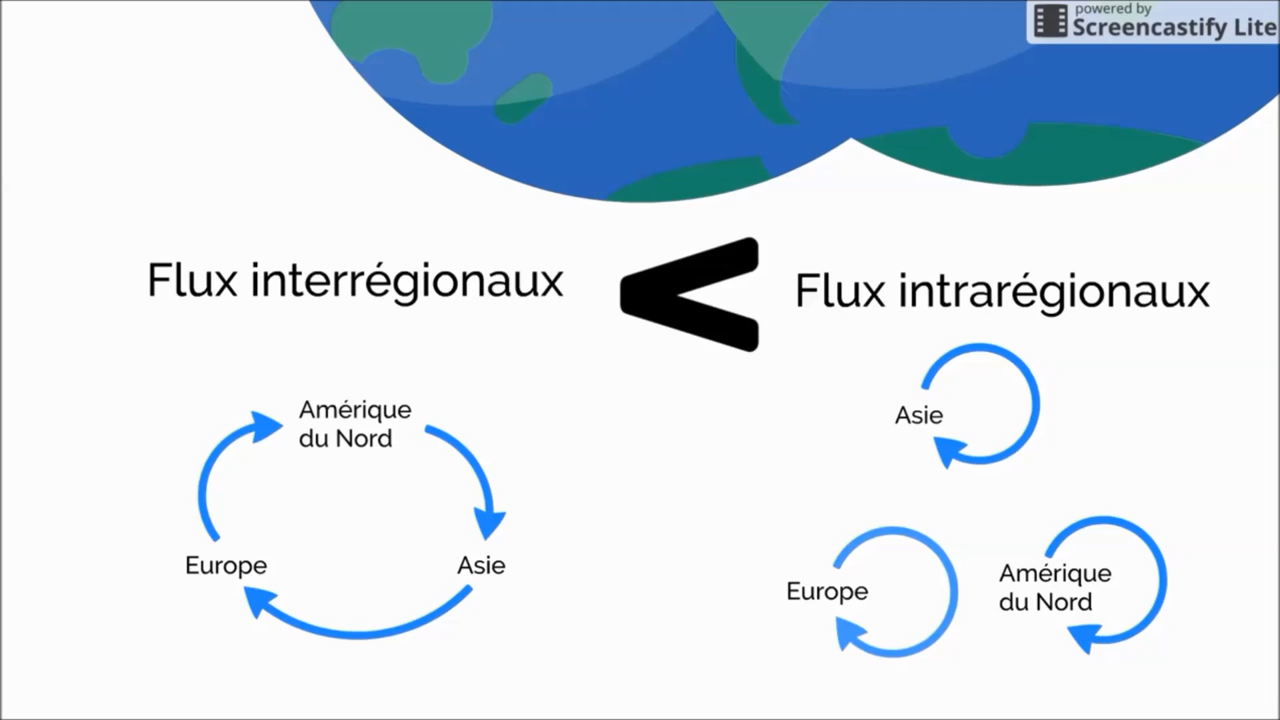 powered by
Screencastify Lite
Flux interrégionaux
<
Flux intrarégionaux
Amérique
du Nord
Europe
Asie
Asie
Europe
Amérique
du Nord